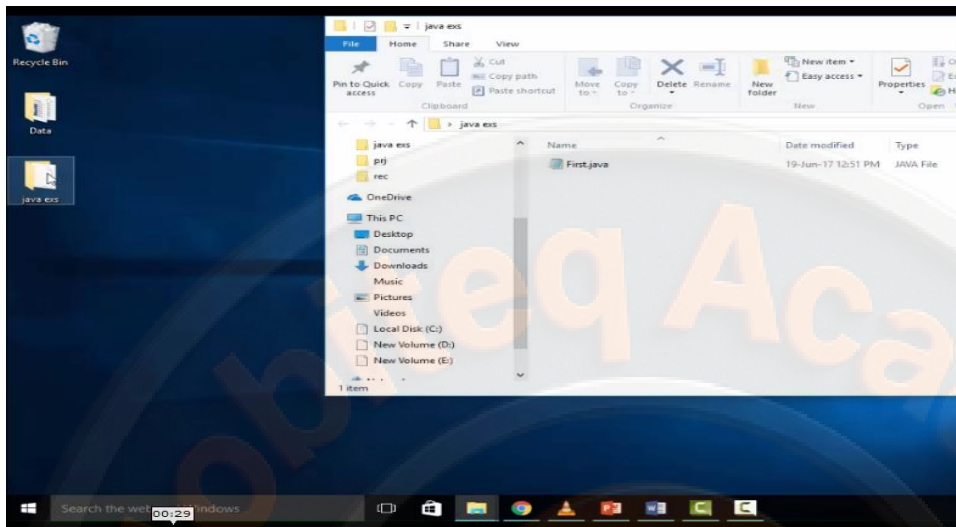 Recycle Bin
Data
java exs
java exs
File Home Share View
Pin to Quick access
Copy
Paste
Cut
Copy path
Paste shortcut
Clipboard
Move to
Copy to
Delete
Rename
Organize
New folder
New item
Easy access
New
Properties
Open
java exs
java exs
prj
rec
OneDrive
This PC
Desktop
Documents
Downloads
Music
Pictures
Videos
Local Disk (C:)
New Volume (D:)
New Volume (E:)
1 item
Name Date modified Type
First.java 19-Jun-17 12:51 PM JAVA File
Search the web Windows
00:29